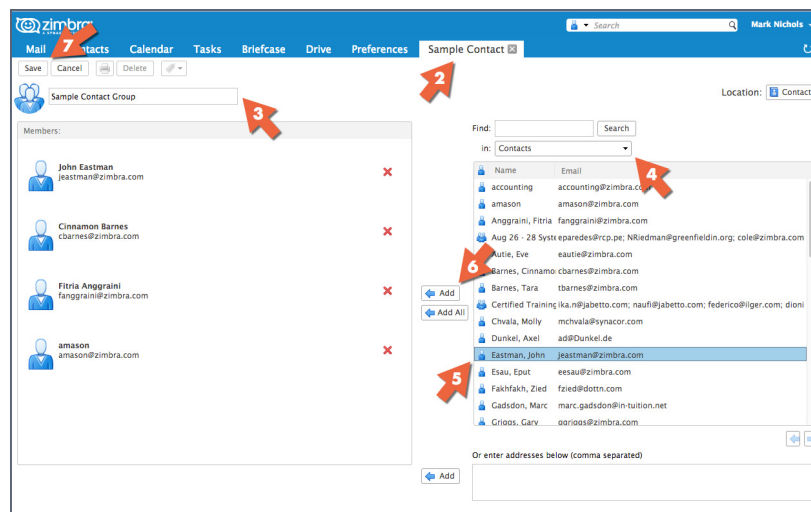 zimbra
A SYNACOR PRODUCT
Search
Mark Nichols
Mail 7 Contacts Calendar Tasks Briefcase Drive Preferences Sample Contact
Save Cancel Delete
2
Location: Contact
Sample Contact Group
3
Members:
John Eastman
jeastman@zimbra.com
Cinnamon Barnes
cbarnes@zimbra.com
Fitria Anggraini
fanggraini@zimbra.com
amason
amason@zimbra.com
6
Add
Add All
5
Find: Search
in: Contacts
4
Name Email
accounting accounting@zimbra.com
amason amason@zimbra.com
Anggraini, Fitria fanggraini@zimbra.com
Aug 26 - 28 Syste eparedes@rcp.pe; NRiedman@greenfieldin.org; cole@zimbra.com
Autie, Eve eautie@zimbra.com
Barnes, Cinnamo cbarnes@zimbra.com
Barnes, Tara tbarnes@zimbra.com
Certified Training ika.n@jabetto.com; naufi@jabetto.com; federico@ilger.com; dioni
Chvala, Molly mchvala@synacor.com
Dunkel, Axel ad@Dunkel.de
Eastman, John jeastman@zimbra.com
Esau, Eput eesau@zimbra.com
Fakhfakh, Zied fzied@dottn.com
Gadsdon, Marc marc.gadsdon@in-tuition.net
Griggs, Gary ggriggs@zimbra.com
Or enter addresses below (comma separated)
Add